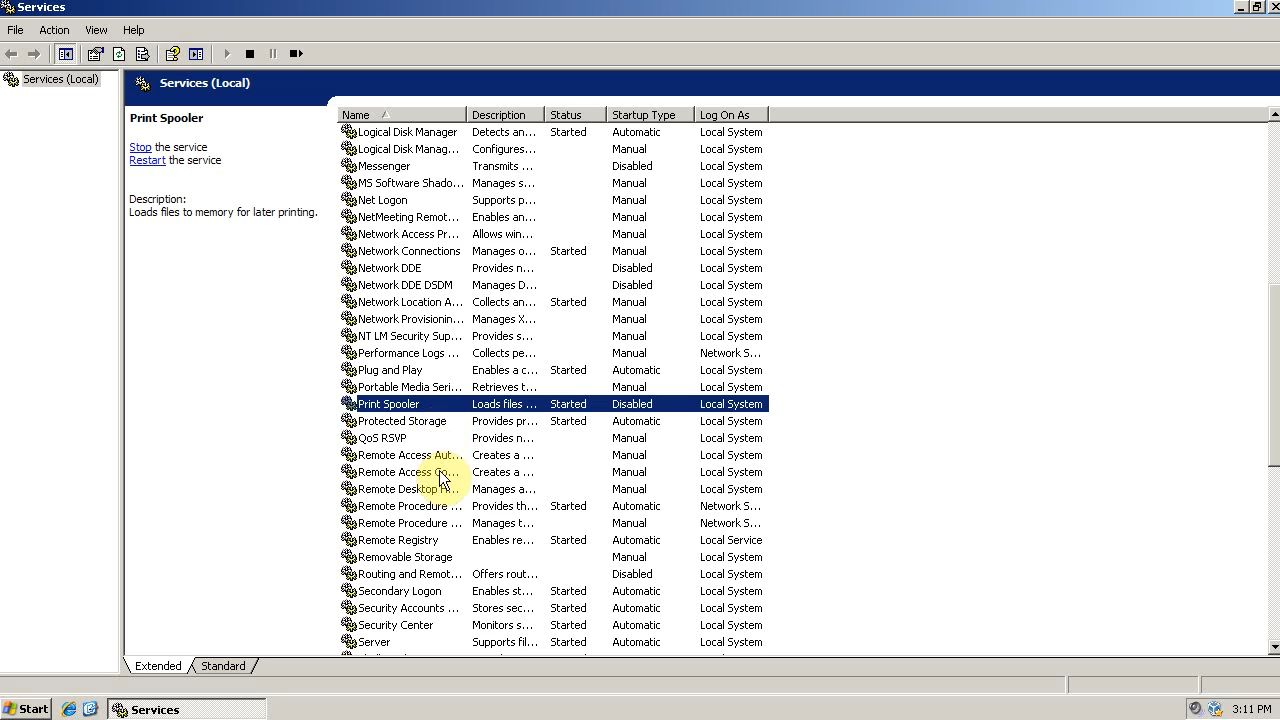 Services
File Action View Help
Services (Local)
Services (Local)
Print Spooler
Stop the service
Restart the service
Description:
Loads files to memory for later printing.
Name Description Status Startup Type Log On As
Logical Disk Manager Detects an... Started Automatic Local System
Logical Disk Manag... Configures... Manual Local System
Messenger Transmits ... Disabled Local System
MS Software Shado... Manages s... Manual Local System
Net Logon Supports p... Manual Local System
NetMeeting Remot... Enables an... Manual Local System
Network Access Pr... Allows win... Manual Local System
Network Connections Manages o... Started Manual Local System
Network DDE Provides n... Disabled Local System
Network DDE DSDM Manages D... Disabled Local System
Network Location A... Collects an... Started Manual Local System
Network Provisionin... Manages X... Manual Local System
NT LM Security Sup... Provides s... Manual Local System
Performance Logs ... Collects pe... Manual Network S...
Plug and Play Enables a c... Started Automatic Local System
Portable Media Seri... Retrieves t... Manual Local System
Print Spooler Loads files ... Started Disabled Local System
Protected Storage Provides pr... Started Automatic Local System
QoS RSVP Provides n... Manual Local System
Remote Access Aut... Creates a ... Manual Local System
Remote Access Co... Creates a ... Manual Local System
Remote Desktop Manages a... Manual Local System
Remote Procedure ... Provides th... Started Automatic Network S...
Remote Procedure ... Manages t... Manual Network S...
Remote Registry Enables re... Started Automatic Local Service
Removable Storage Manual Local System
Routing and Remot... Offers rout... Disabled Local System
Secondary Logon Enables st... Started Automatic Local System
Security Accounts ... Stores sec... Started Automatic Local System
Security Center Monitors s... Started Automatic Local System
Server Supports fil... Started Automatic Local System
Extended Standard
Start Services 3:11 PM